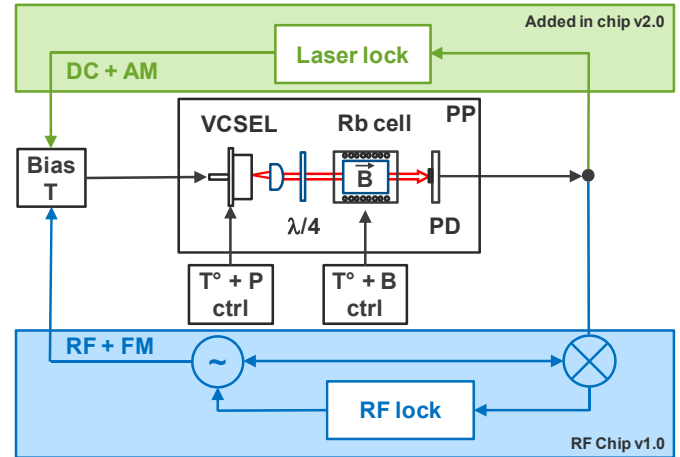 Added in chip v2.0
Laser lock
DC + AM
VCSEL
Rb cell
PP
Bias
T
B
λ/4
PD
T° + P
ctrl
T° + B
ctrl
RF + FM
~
RF lock
RF Chip v1.0